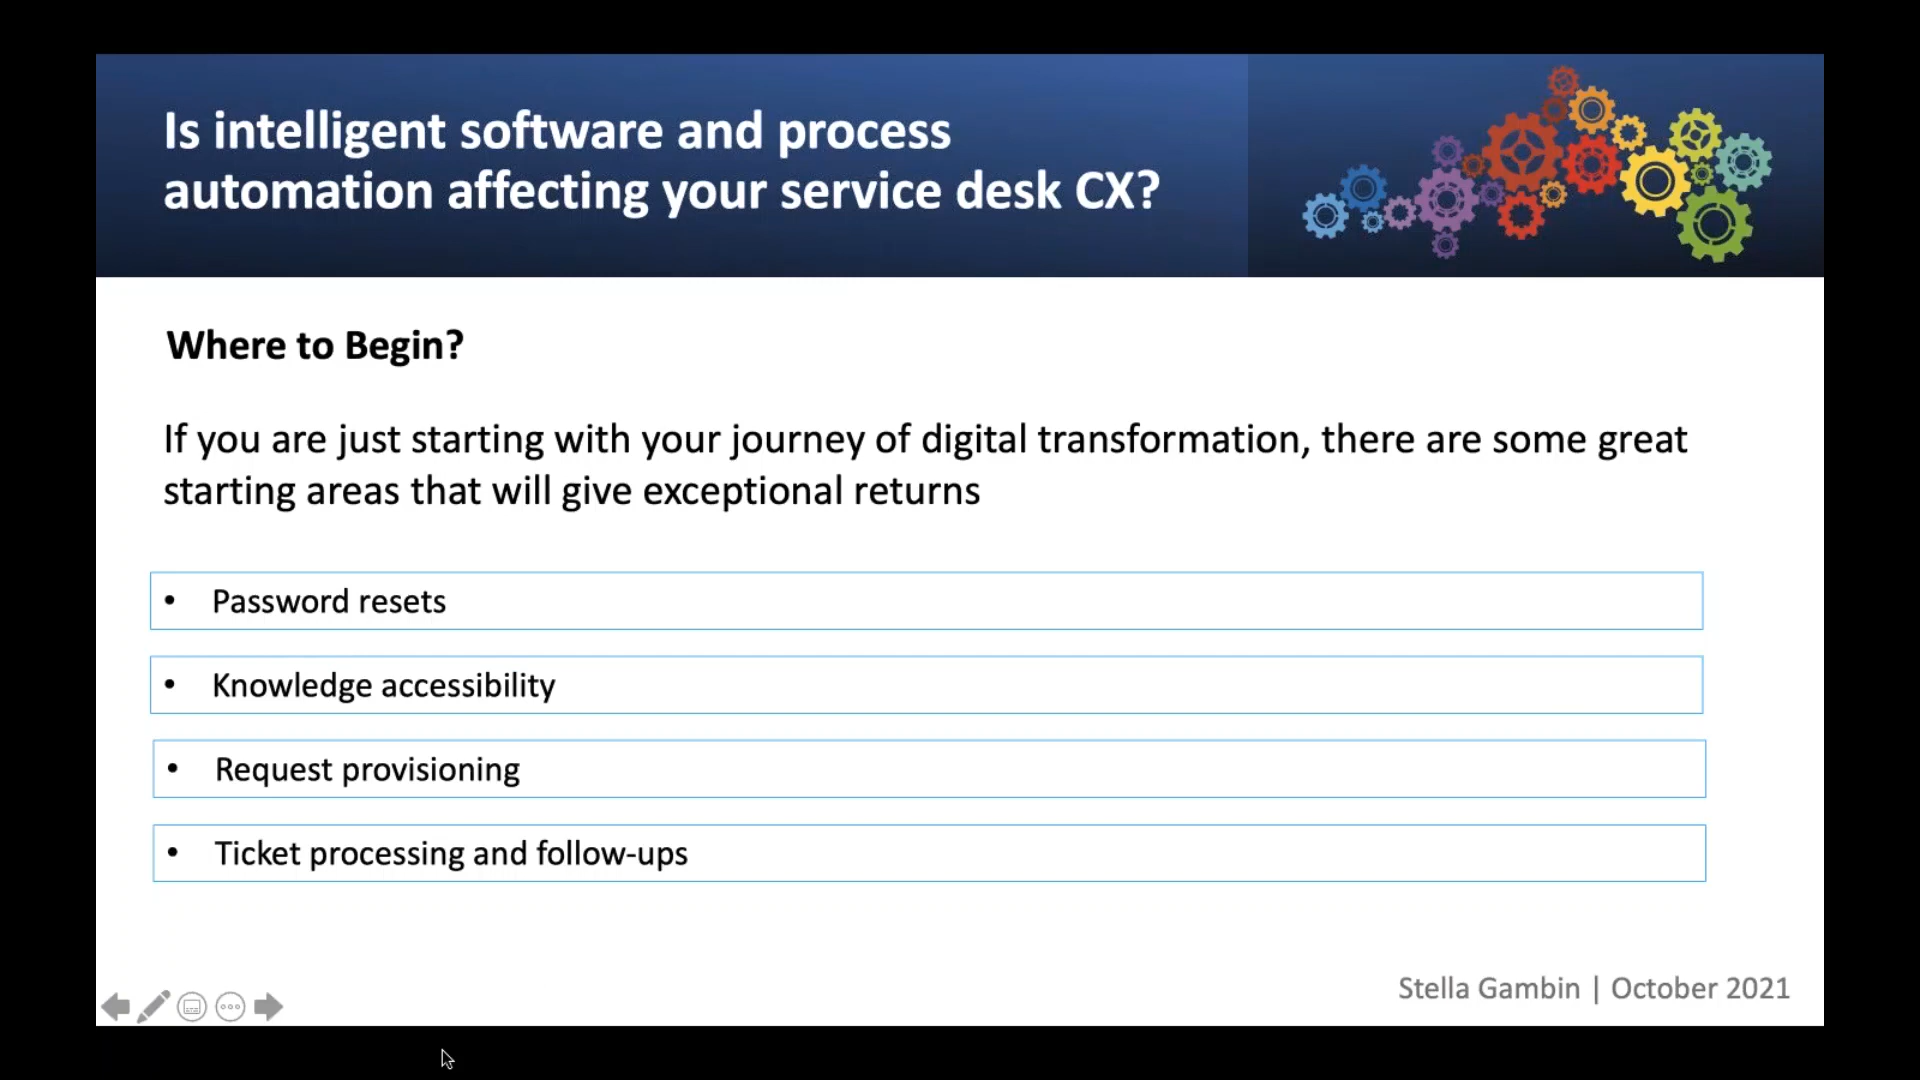 Is intelligent software and process
automation affecting your service desk CX?
Where to Begin?
If you are just starting with your journey of digital transformation, there are some great
starting areas that will give exceptional returns
• Password resets
• Knowledge accessibility
• Request provisioning
• Ticket processing and follow-ups
Stella Gambin | October 2021